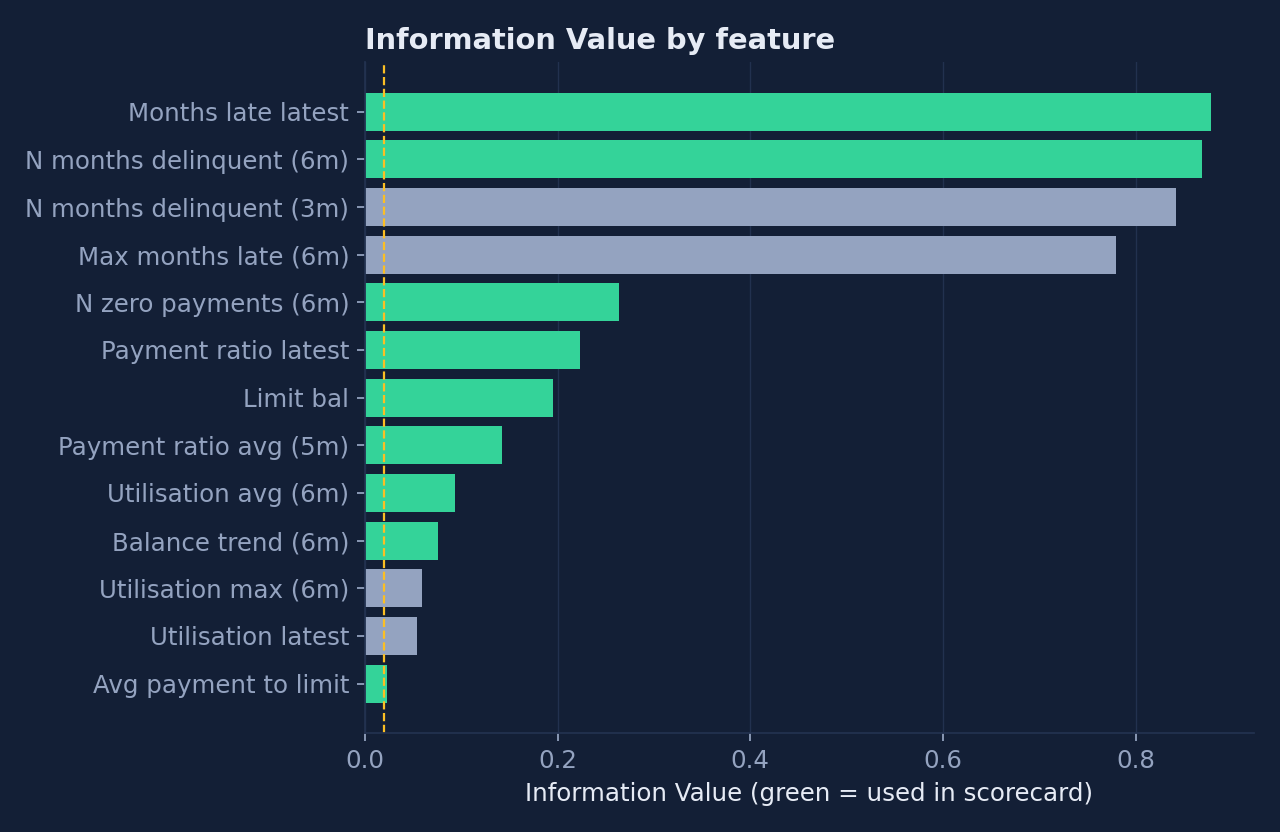 Information Value by feature
Months late latest
N months delinquent (6m)
N months delinquent (3m)
Max months late (6m)
N zero payments (6m)
Payment ratio latest
Limit bal
Payment ratio avg (5m)
Utilisation avg (6m)
Balance trend (6m)
Utilisation max (6m)
Utilisation latest
Avg payment to limit
0.0 0.2 0.4 0.6 0.8
Information Value (green = used in scorecard)